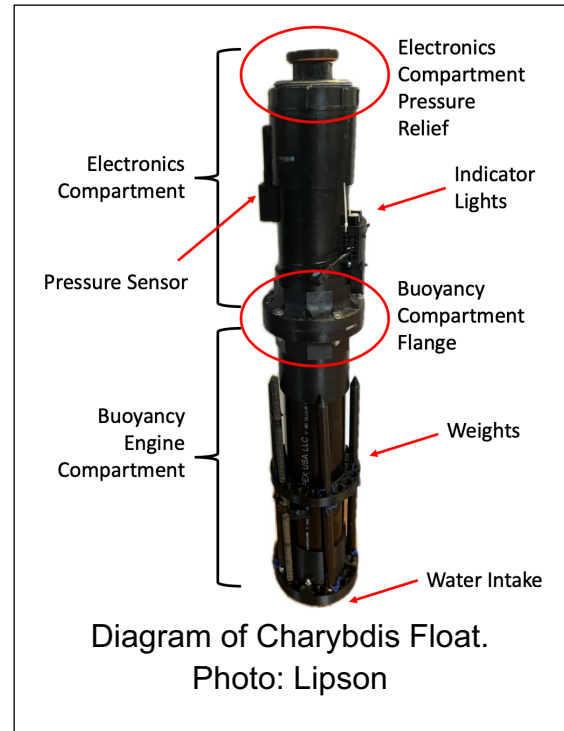 Electronics
Compartment
Pressure
Relief
Electronics
Compartment
Indicator
Lights
Pressure Sensor
Buoyancy
Compartment
Flange
Buoyancy
Engine
Compartment
Weights
Water Intake
Diagram of Charybdis Float.
Photo: Lipson